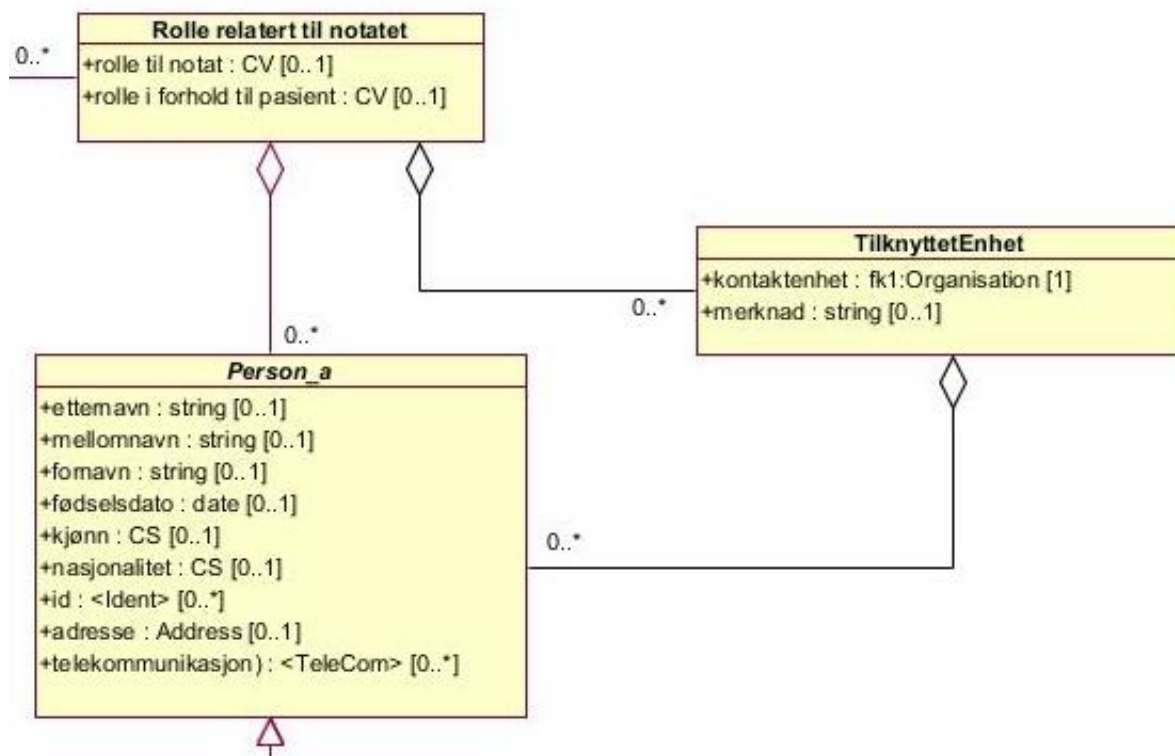 Rolle relatert til notatet
0..*
+rolle til notat : CV [0..1]
+rolle i forhold til pasient : CV [0..1]
TilknyttetEnhet
+kontaktenhet : fk1:Organisation [1]
+merknad : string [0..1]
0..*
0..*
Person_a
+etternavn : string [0..1]
+mellomnavn : string [0..1]
+fornavn : string [0..1]
+fødselsdato : date [0..1]
+kjønn : CS [0..1]
+nasjonalitet : CS [0..1]
+id : <Ident> [0..*]
+adresse : Address [0..1]
+telekommunikasjon) : <TeleCom> [0..*]
0..*